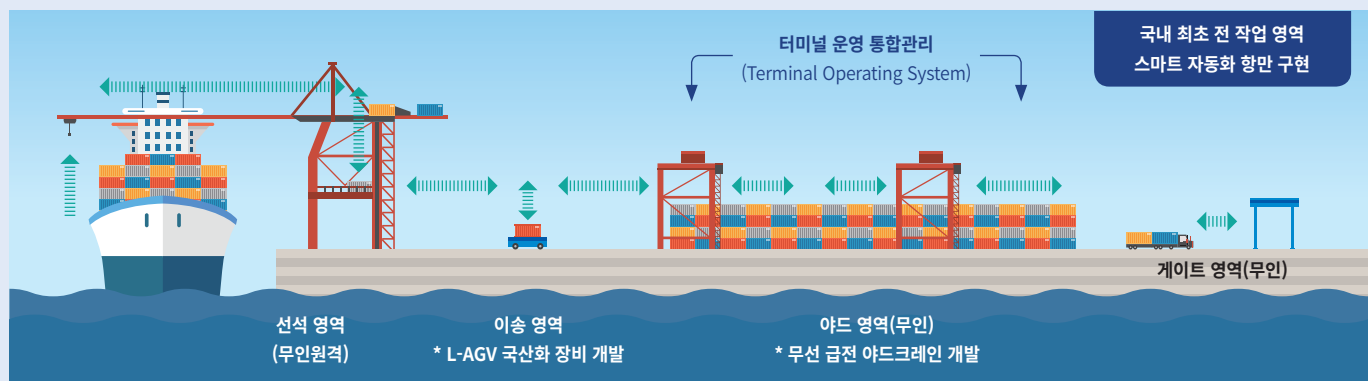 국내 최초 전 작업 영역
스마트 자동화 항만 구현
터미널 운영 통합관리
(Terminal Operating System)
게이트 영역(무인)
선석 영역
(무인원격)
이송 영역
* L-AGV 국산화 장비 개발
야드 영역(무인)
* 무선 급전 야드크레인 개발